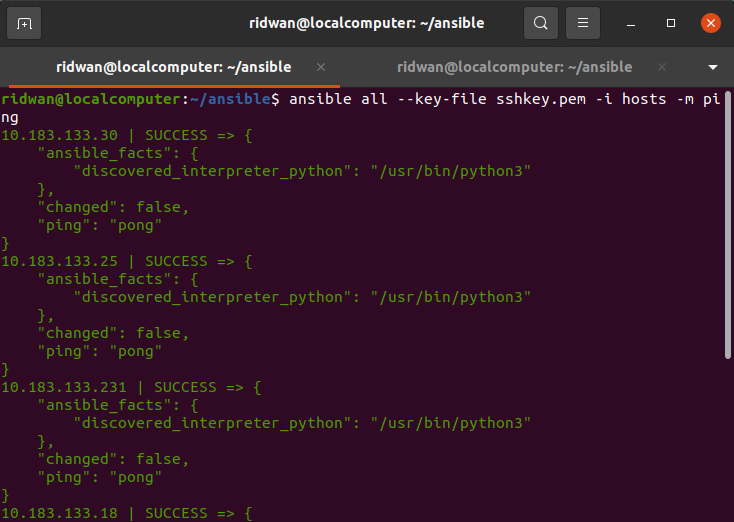 ridwan@localcomputer: ~/ansible
ridwan@localcomputer: ~/ansible
ridwan@localcomputer: ~/ansible
ridwan@localcomputer:~/ansible$ ansible all --key-file sshkey.pem -i hosts -m pi
ng
10.183.133.30 | SUCCESS => {
    "ansible_facts": {
        "discovered_interpreter_python": "/usr/bin/python3"
    },
    "changed": false,
    "ping": "pong"
}
10.183.133.25 | SUCCESS => {
    "ansible_facts": {
        "discovered_interpreter_python": "/usr/bin/python3"
    },
    "changed": false,
    "ping": "pong"
}
10.183.133.231 | SUCCESS => {
    "ansible_facts": {
        "discovered_interpreter_python": "/usr/bin/python3"
    },
    "changed": false,
    "ping": "pong"
}
10.183.133.18 | SUCCESS => {